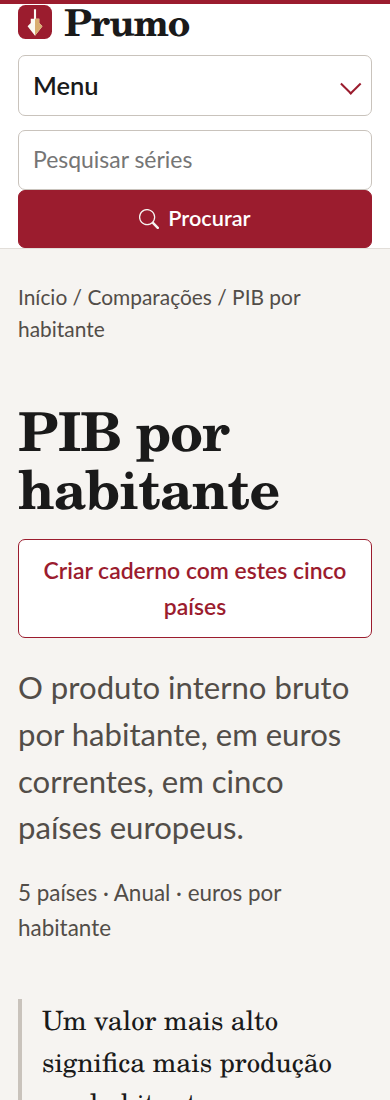 Prumo
Menu
Pesquisar séries
Procurar
Início / Comparações / PIB por
habitante
PIB por
habitante
Criar caderno com estes cinco
países
O produto interno bruto
por habitante, em euros
correntes, em cinco
países europeus.
5 países · Anual · euros por
habitante
Um valor mais alto
significa mais produção